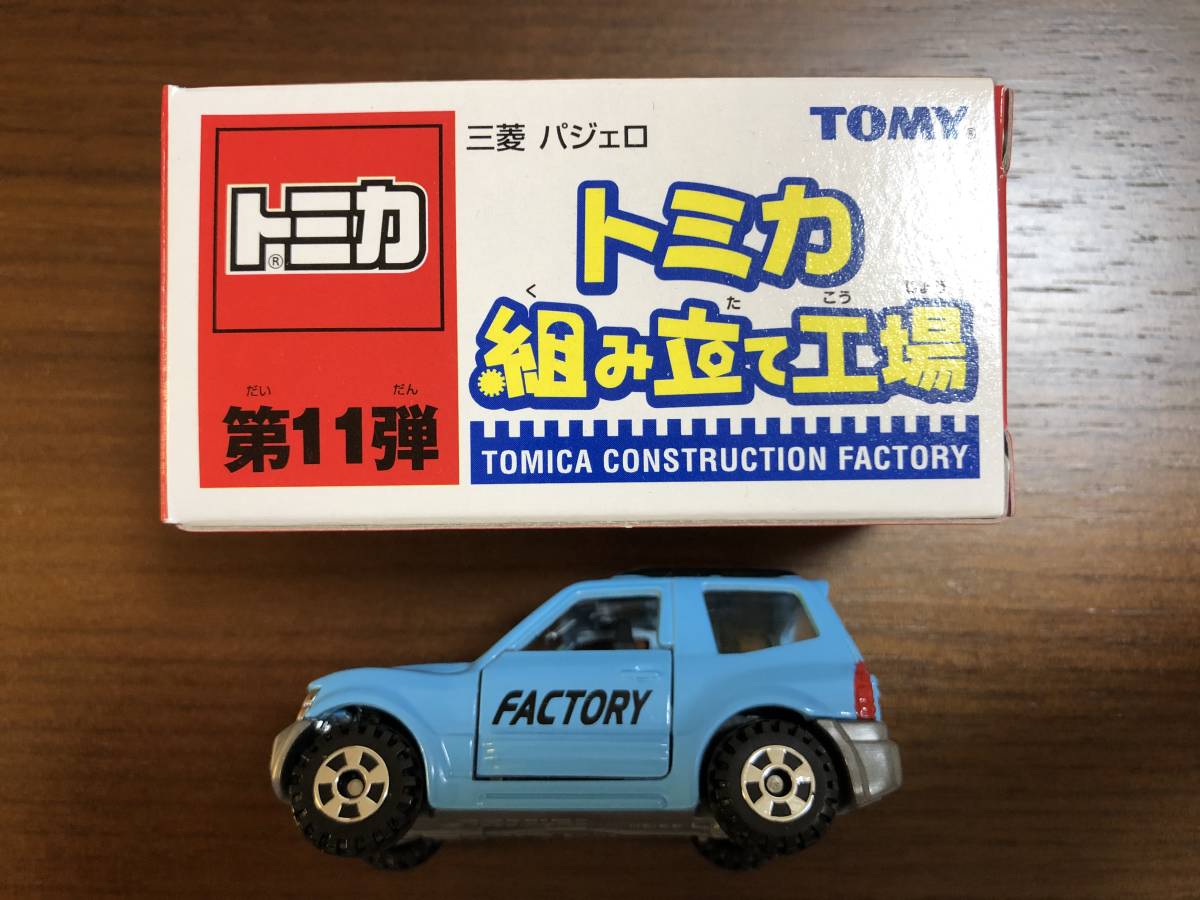 三菱 パジェロ
TOMY®
トミカ®
トミカ
く た こう じょう
組み立て工場
TOMICA CONSTRUCTION FACTORY
だい だん
第11弾
FACTORY